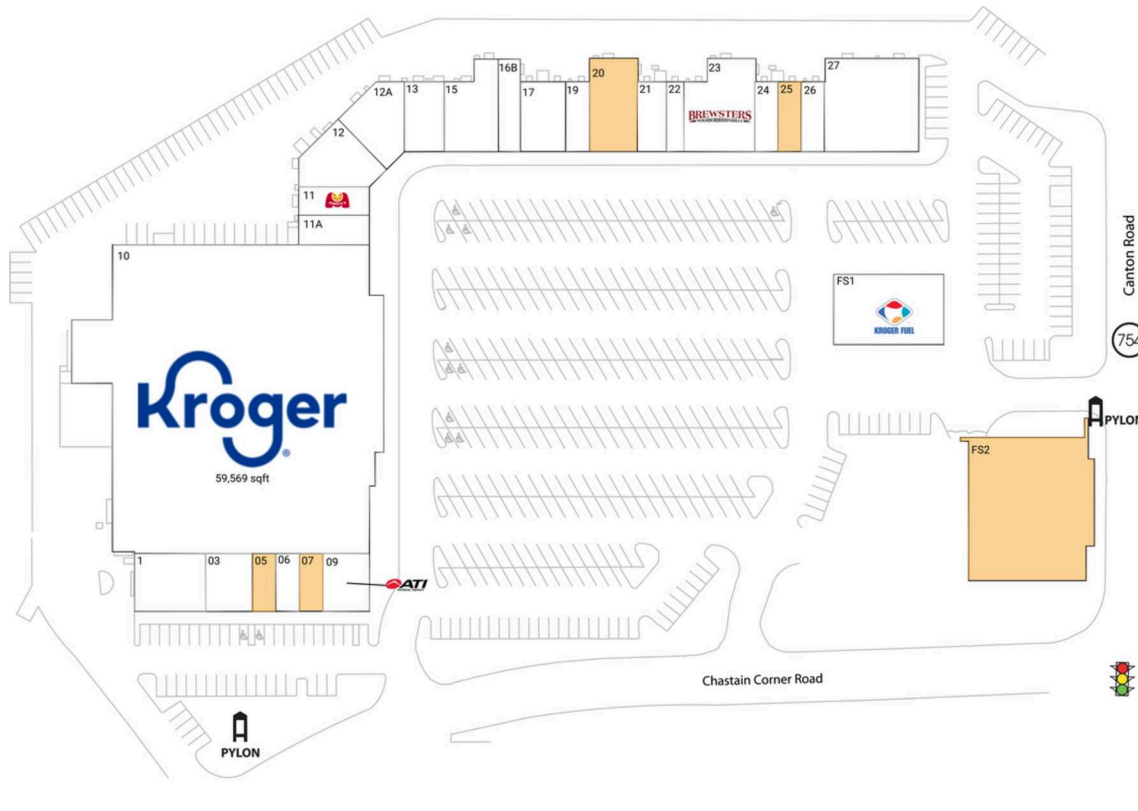 16B
23
27
20
12A
13
15
17
19
21
22
24
25
26
BREWSTERS
12
11
11A
10
FS1
KROGER FUEL
Canton Road
754
Kroger
59,569 sqft
PYLON
FS2
1
03
05
06
07
09
ATI
Chastain Corner Road
PYLON